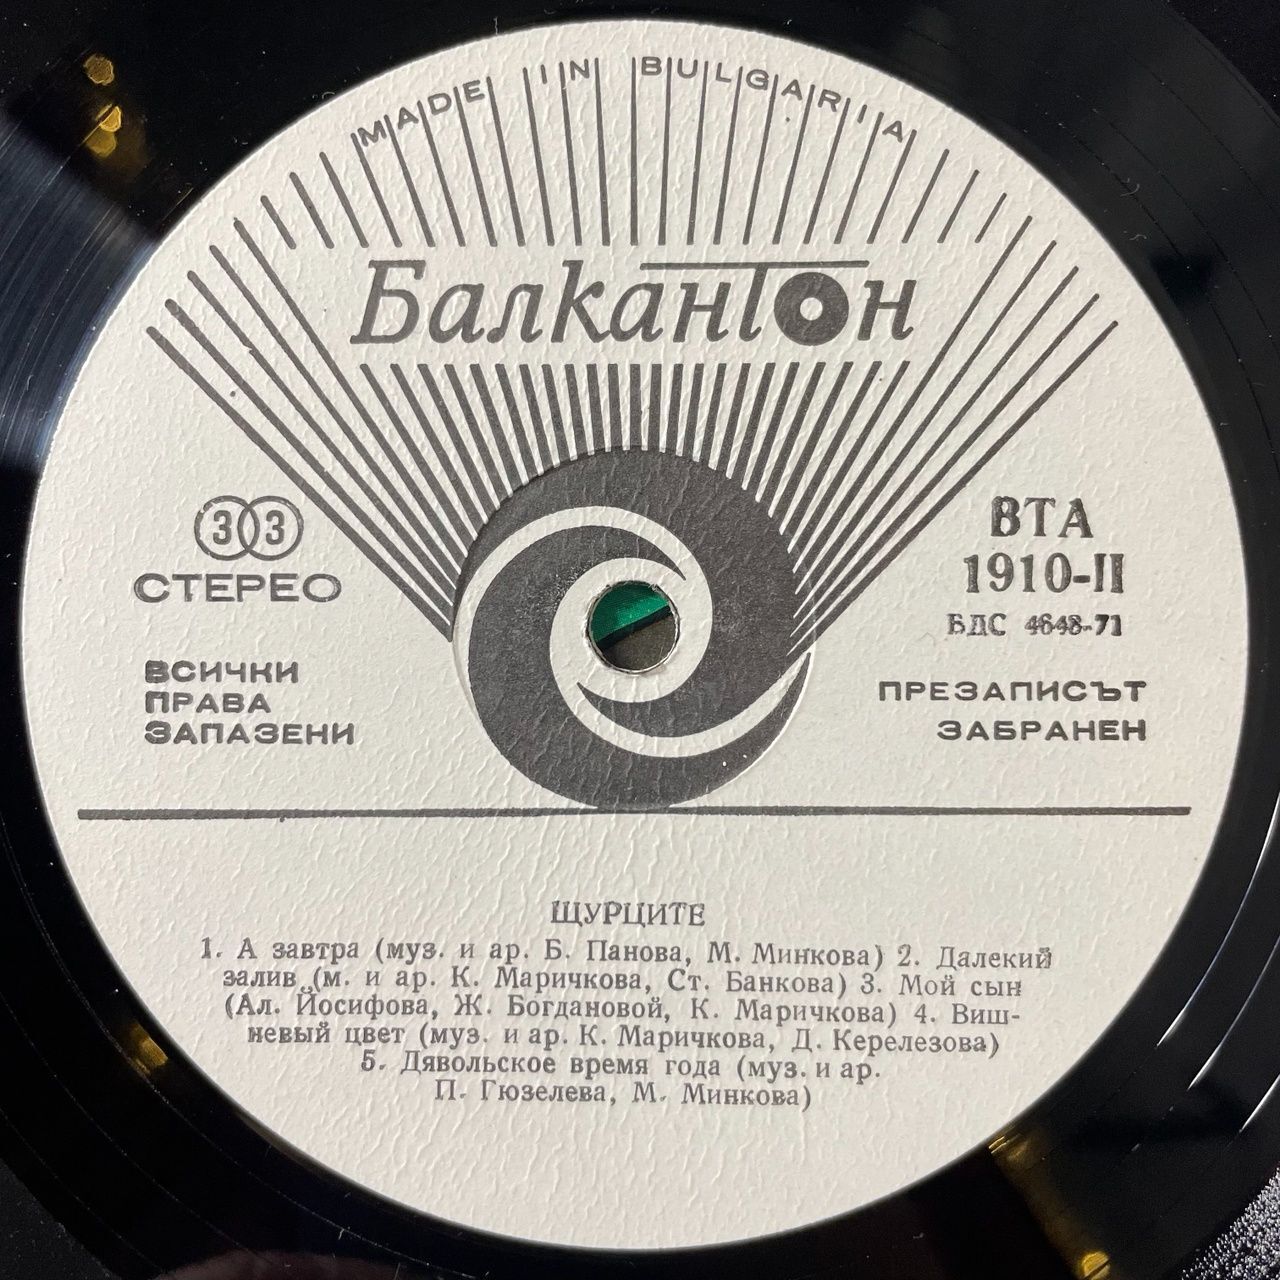 MADE IN BULGARIA
Балкантон
33
СТЕРЕО
ВСИЧКИ
ПРАВА
ЗАПАЗЕНИ
ВТА
1910-II
БДС 4648-71
ПРЕЗАПИСЪТ
ЗАБРАНЕН
ЩУРЦИТЕ
1. А завтра (муз. и ар. Б. Панова, М. Минкова) 2. Далекий
залив (м. и ар. К. Маричкова, Ст. Банкова) 3. Мой сын
(Ал. Йосифова, Ж. Богдановой, К. Маричкова) 4. Виш-
невый цвет (муз. и ар. К. Маричкова, Д. Керелезова)
5. Дявольское время года (муз. и ар.
П. Гюзелева, М. Минкова)